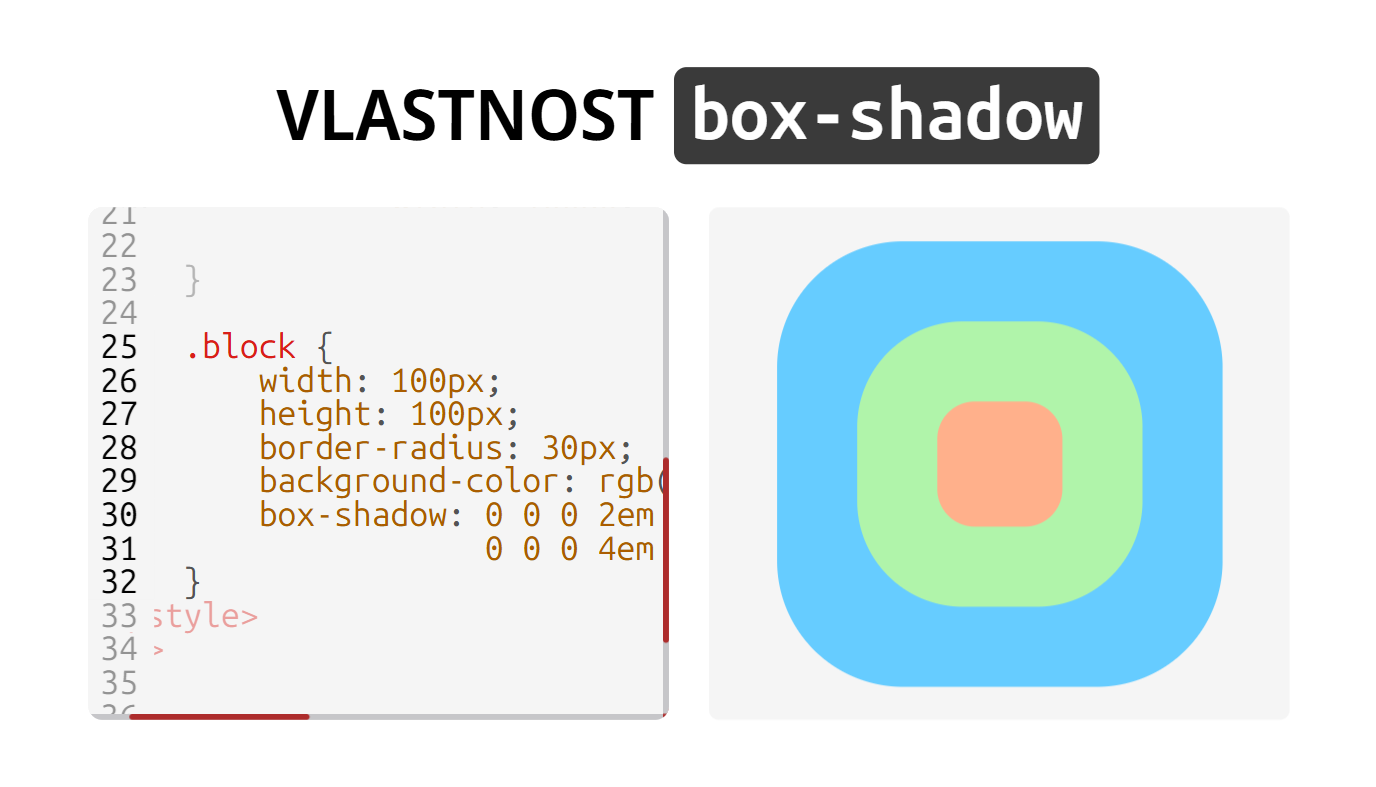 VLASTNOST box-shadow
21
22
23 }
24
25 .block {
26 width: 100px;
27 height: 100px;
28 border-radius: 30px;
29 background-color: rgb(
30 box-shadow: 0 0 0 2em
31 0 0 0 4em
32 }
33 style>
34 >
35
36